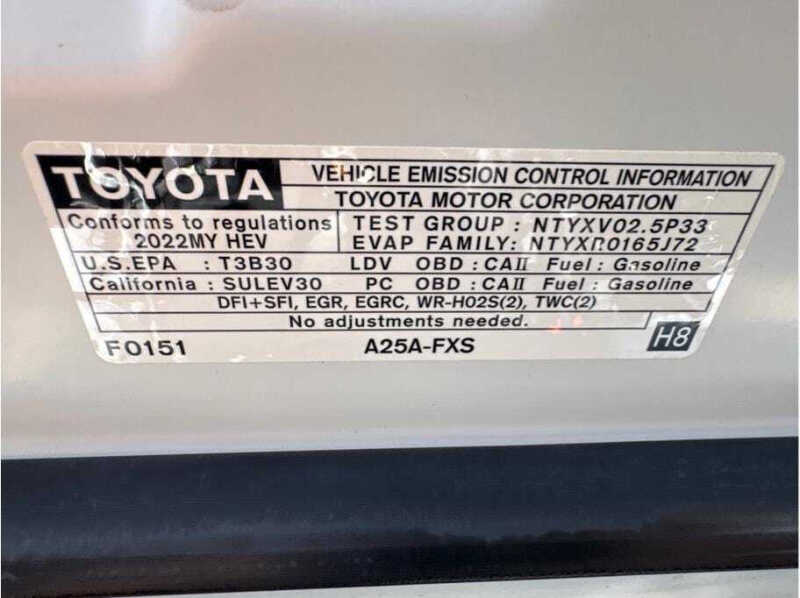 TOYOTA VEHICLE EMISSION CONTROL INFORMATION
TOYOTA MOTOR CORPORATION
Conforms to regulations TEST GROUP : NTYXV02.5P33
2022MY HEV EVAP FAMILY: NTYXR0165J72
U.S.EPA : T3B30 LDV OBD : CAII Fuel : Gasoline
California : SULEV30 PC OBD : CAII Fuel : Gasoline
DFI+SFI, EGR, EGRC, WR-HO2S(2), TWC(2)
No adjustments needed.
F0151 A25A-FXS H8